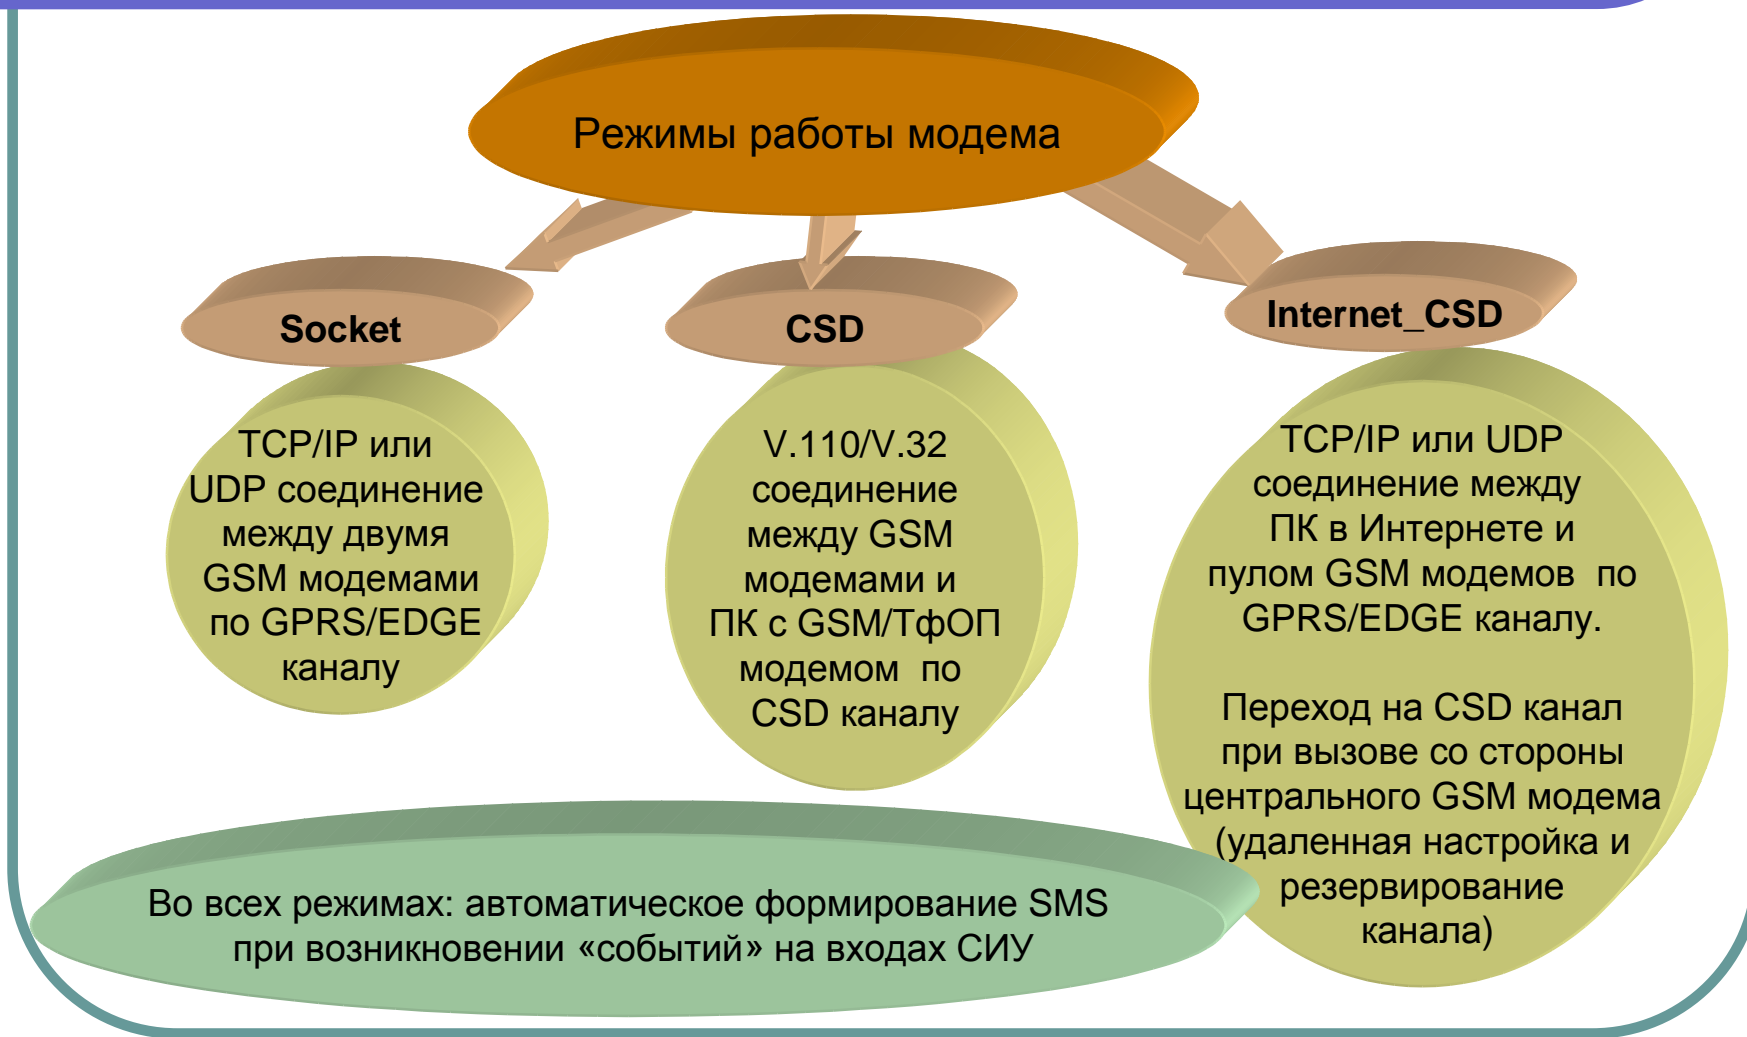 Режимы работы модема
Socket
TCP/IP или
UDP соединение
между двумя
GSM модемами
по GPRS/EDGE
каналу
CSD
V.110/V.32
соединение
между GSM
модемами и
ПК с GSM/ТфОП
модемом по
CSD каналу
Internet_CSD
TCP/IP или UDP
соединение между
ПК в Интернете и
пулом GSM модемов по
GPRS/EDGE каналу.
Переход на CSD канал
при вызове со стороны
центрального GSM модема
(удаленная настройка и
резервирование
канала)
Во всех режимах: автоматическое формирование SMS
при возникновении «событий» на входах СИУ